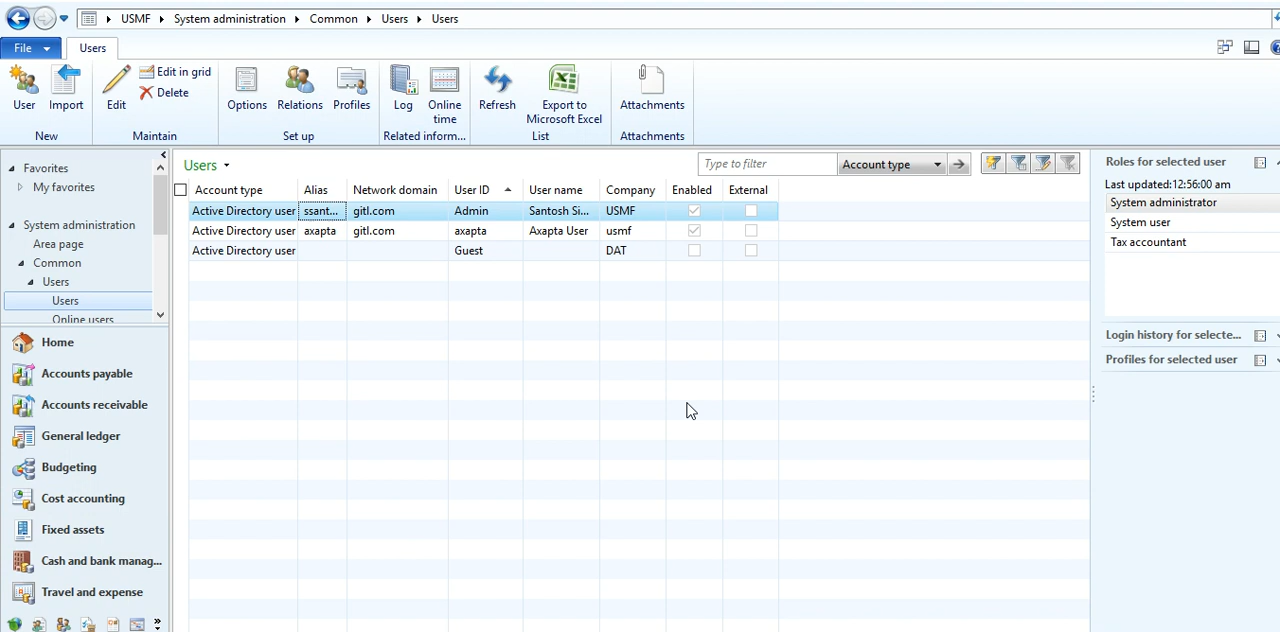 USMF System administration Common Users Users
File Users
User Import Edit Edit in grid Delete Options Relations Profiles Log Online time Refresh Export to Microsoft Excel Attachments
New Maintain Set up Related inform... List Attachments
Favorites
My favorites
System administration
Area page
Common
Users
Users
Online users
Home
Accounts payable
Accounts receivable
General ledger
Budgeting
Cost accounting
Fixed assets
Cash and bank manag...
Travel and expense
Users Type to filter Account type
Account type Alias Network domain User ID User name Company Enabled External
Active Directory user ssant... gitl.com Admin Santosh Si... USMF
Active Directory user axapta gitl.com axapta Axapta User usmf
Active Directory user Guest DAT
Roles for selected user
Last updated:12:56:00 am
System administrator
System user
Tax accountant
Login history for selecte...
Profiles for selected user